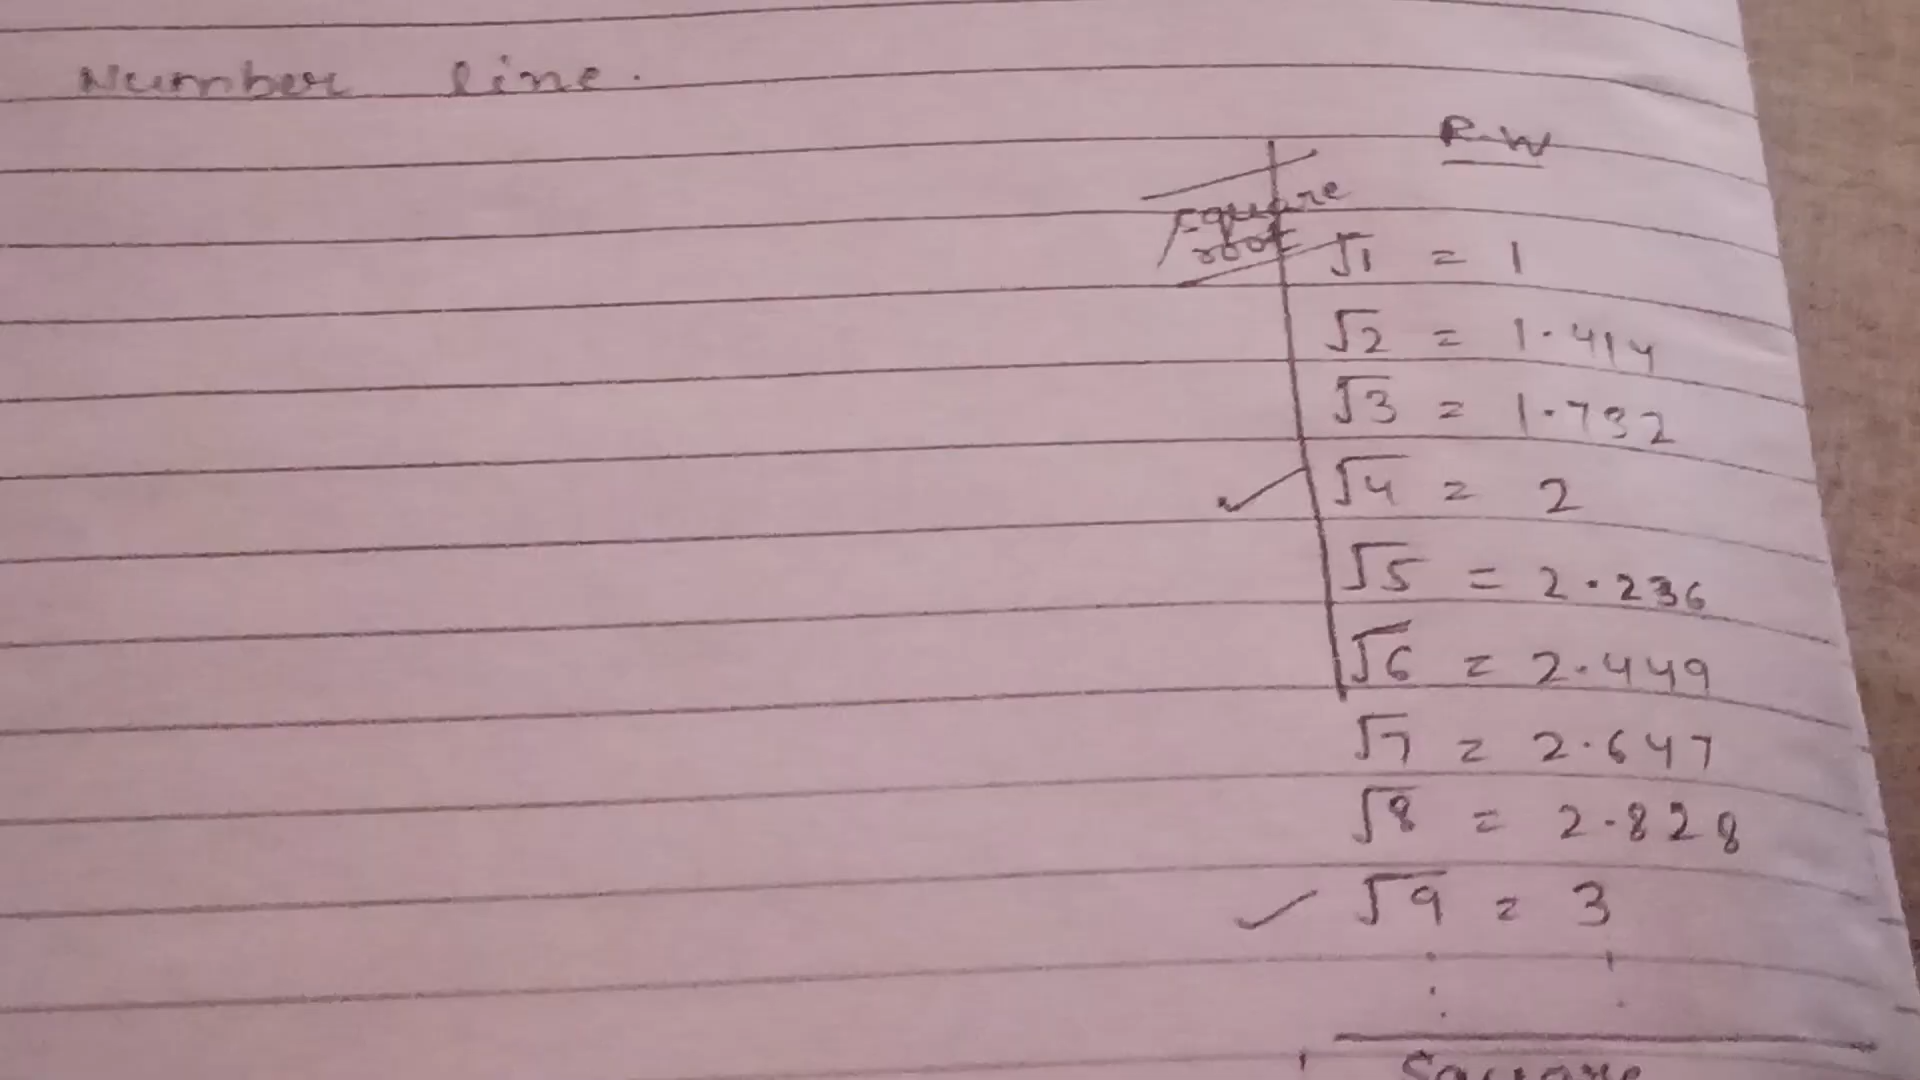 Number line.
R.W
square
root
√1 = 1
√2 = 1.414
√3 = 1.732
√4 = 2
√5 = 2.236
√6 = 2.449
√7 = 2.647
√8 = 2.828
√9 = 3
Square